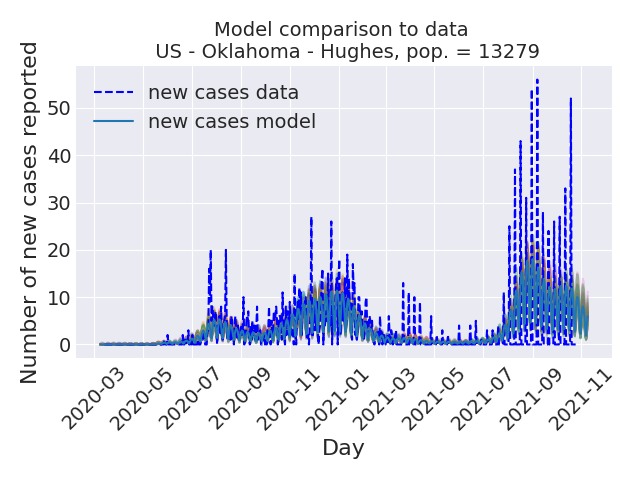 Model comparison to data
US - Oklahoma - Hughes, pop. = 13279
new cases data
new cases model
Number of new cases reported
50
40
30
20
10
0
2020-03
2020-05
2020-07
2020-09
2020-11
2021-01
2021-03
2021-05
2021-07
2021-09
2021-11
Day